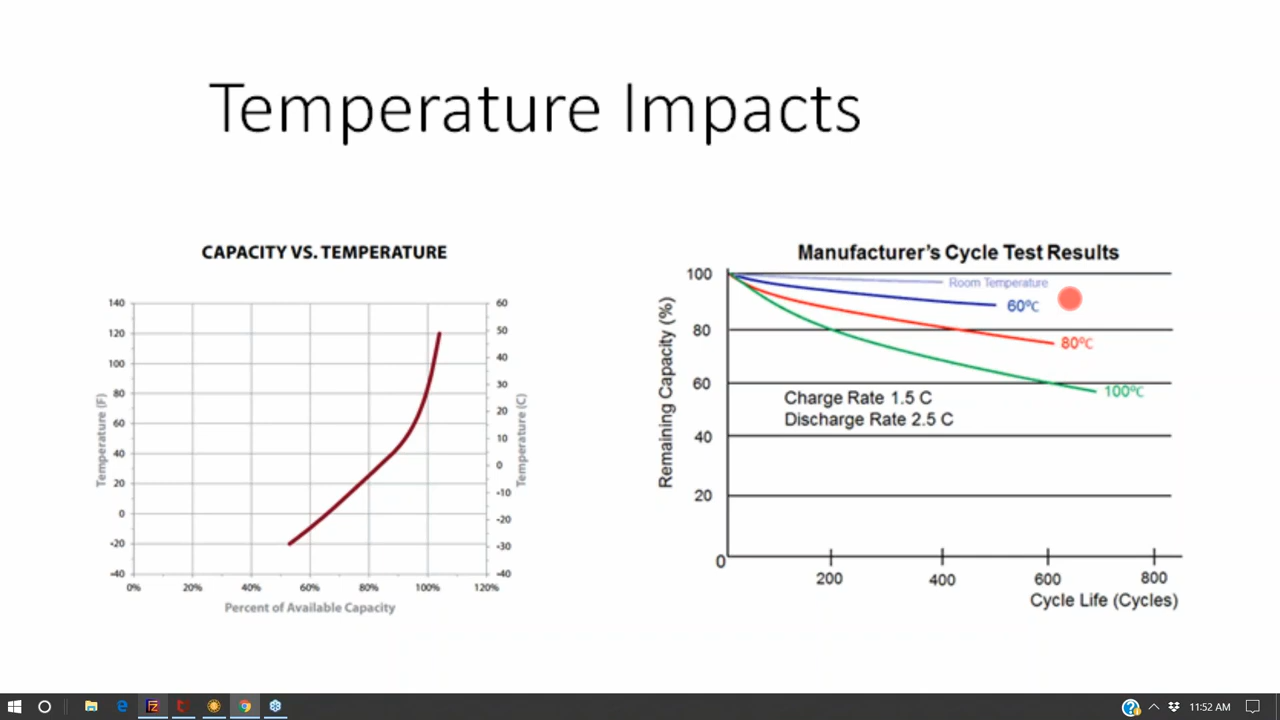 Temperature Impacts
CAPACITY VS. TEMPERATURE
140
120
100
80
60
40
20
0
-20
-40
Temperature (F)
60
50
40
30
20
10
0
-10
-20
-30
-40
Temperature (C)
0% 20% 40% 60% 80% 100% 120%
Percent of Available Capacity
Manufacturer's Cycle Test Results
100
80
60
40
20
0
Remaining Capacity (%)
Room Temperature
60ºC
80ºC
100ºC
Charge Rate 1.5 C
Discharge Rate 2.5 C
200 400 600 800
Cycle Life (Cycles)
11:52 AM